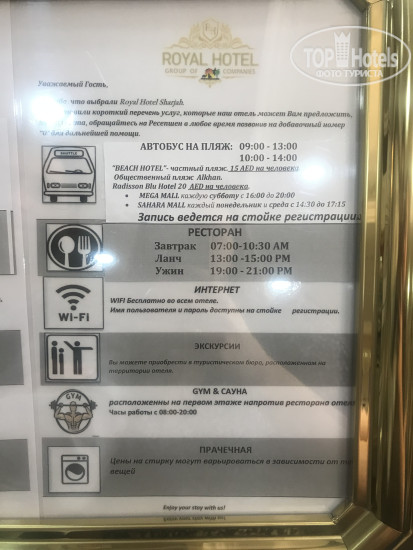 ROYAL HOTEL
GROUP OF COMPANIES
TopHotels
ФОТО ТУРИСТА
Уважаемый Гость,
что выбрали Royal Hotel Sharjah.
короткий перечень услуг, которые наш отель может Вам предложить,
обращайтесь на Ресепшен в любое время позвонив на добавочный номер
"0" для дальнейшей помощи.
SHUTTLE
АВТОБУС НА ПЛЯЖ: 09:00 - 13:00
10:00 - 14:00
"BEACH HOTEL"- частный пляж. 15 AED на человека
Общественный пляж Alkhan.
Radisson Blu Hotel 20 AED на человека.
• MEGA MALL каждую субботу с 16:00 до 20:00
• SAHARA MALL каждый понедельник и среда с 14:30 до 17:15
Запись ведется на стойке регистрации
РЕСТОРАН
Завтрак 07:00-10:30 AM
Ланч 13:00-15:00 PM
Ужин 19:00 - 21:00 PM
Wi-Fi
ИНТЕРНЕТ
WIFI Бесплатно во всем отеле.
Имя пользователя и пароль доступны на стойке регистрации.
ЭКСКУРСИИ
Вы можете приобрести в туристическом бюро, расположенном на
территории отеля.
GYM
GYM & САУНА
расположенны на первом этаже напротив ресторана отеля
Часы работы с 08:00-20:00
ПРАЧЕЧНАЯ
Цены на стирку могут варьироваться в зависимости от
вещей
Enjoy your stay with us!